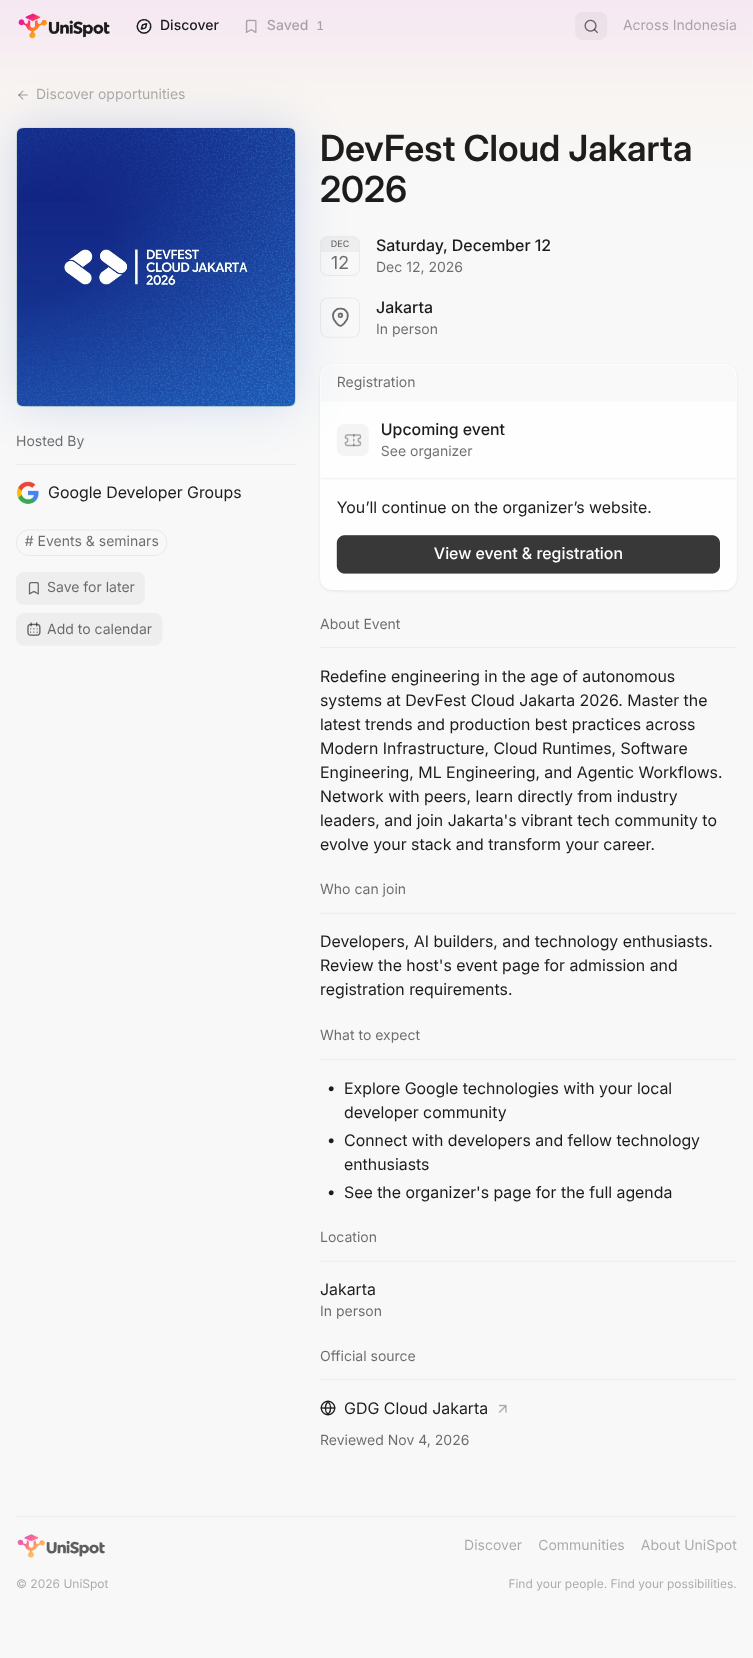 UniSpot
Discover
Saved 1
Across Indonesia
Discover opportunities
DEVFEST
CLOUD JAKARTA
2026
Hosted By
Google Developer Groups
# Events & seminars
Save for later
Add to calendar
DevFest Cloud Jakarta
2026
DEC
12
Saturday, December 12
Dec 12, 2026
Jakarta
In person
Registration
Upcoming event
See organizer
You’ll continue on the organizer’s website.
View event & registration
About Event
Redefine engineering in the age of autonomous
systems at DevFest Cloud Jakarta 2026. Master the
latest trends and production best practices across
Modern Infrastructure, Cloud Runtimes, Software
Engineering, ML Engineering, and Agentic Workflows.
Network with peers, learn directly from industry
leaders, and join Jakarta's vibrant tech community to
evolve your stack and transform your career.
Who can join
Developers, AI builders, and technology enthusiasts.
Review the host's event page for admission and
registration requirements.
What to expect
• Explore Google technologies with your local
developer community
• Connect with developers and fellow technology
enthusiasts
• See the organizer's page for the full agenda
Location
Jakarta
In person
Official source
GDG Cloud Jakarta
Reviewed Nov 4, 2026
UniSpot
Discover
Communities
About UniSpot
© 2026 UniSpot
Find your people. Find your possibilities.